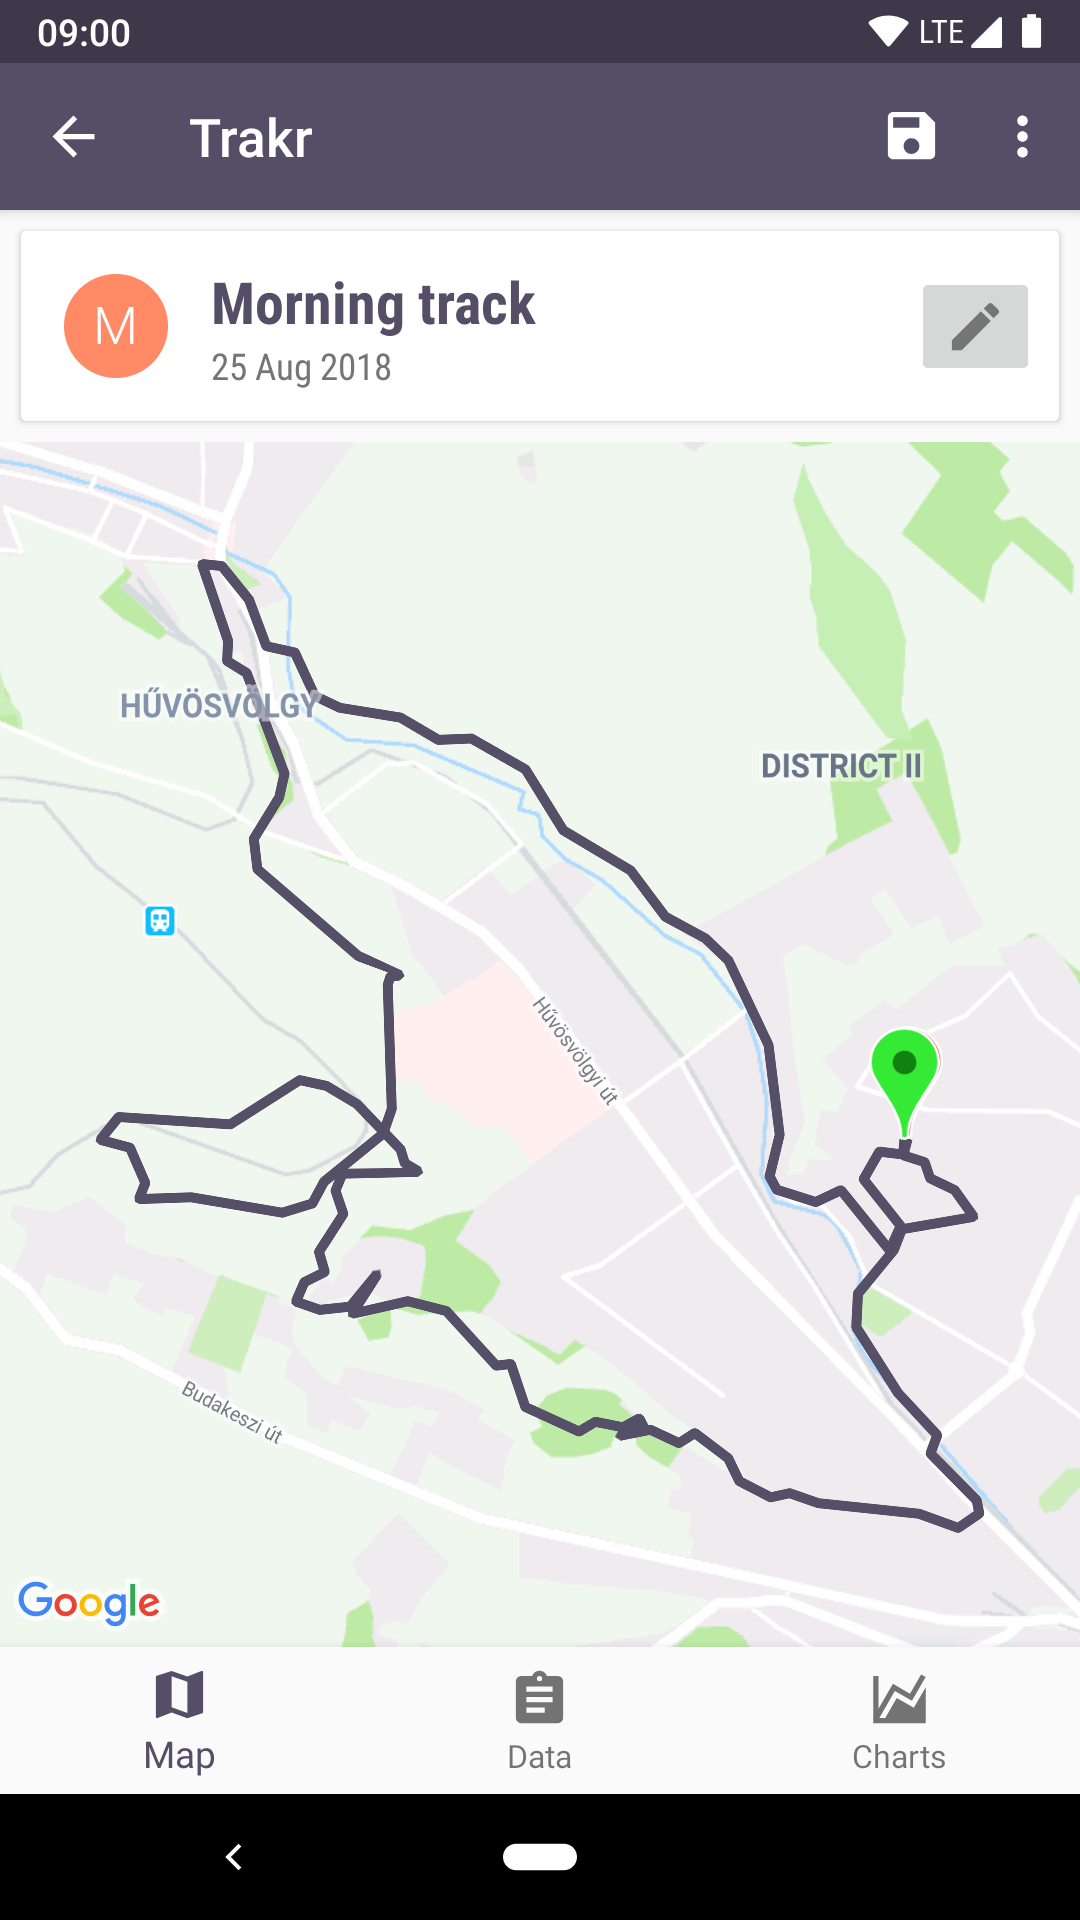 09:00
LTE
Trakr
M
Morning track
25 Aug 2018
HŰVÖSVÖLGY
DISTRICT II
Hűvösvölgyi út
Budakeszi út
Google
Map
Data
Charts